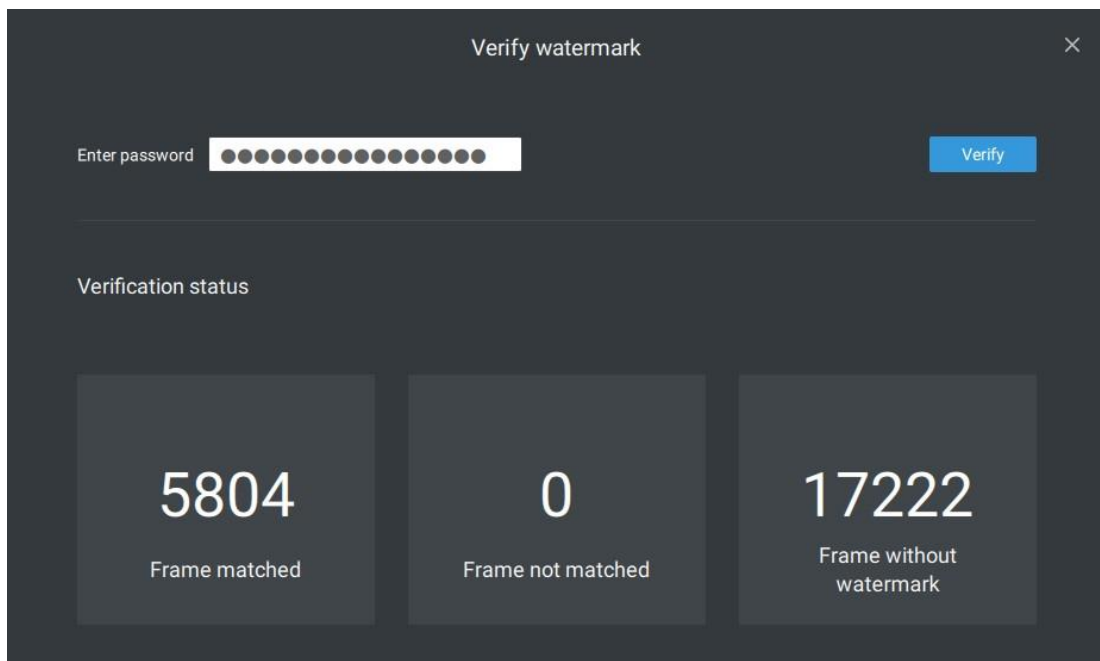 Verify watermark
Enter password
Verify
Verification status
5804
0
17222
Frame matched
Frame not matched
Frame without
watermark